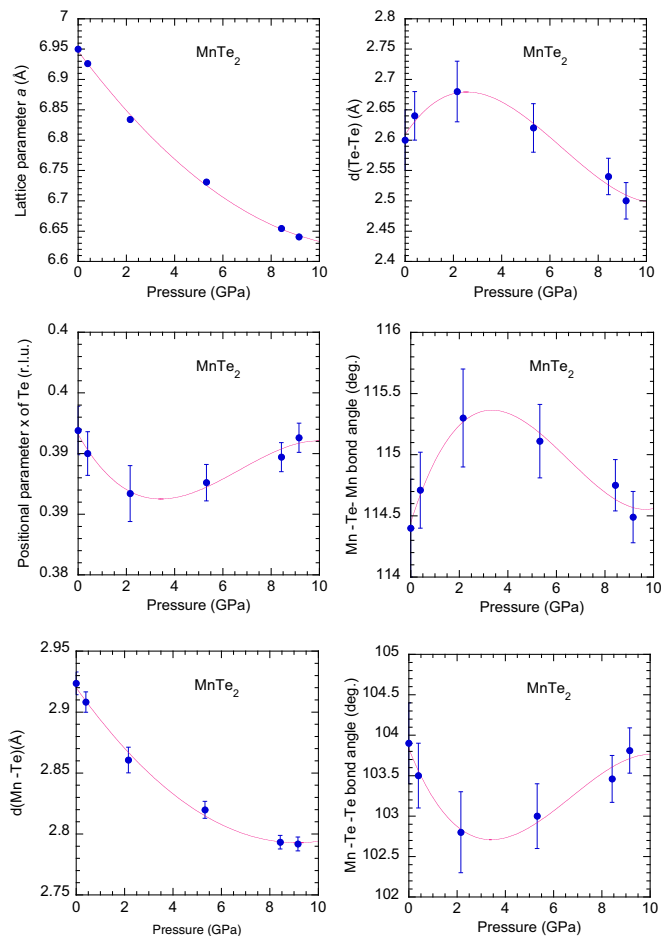 7
6.95
6.9
6.85
6.8
6.75
6.7
6.65
6.6
0 2 4 6 8 10
Lattice parameter a (Å)
MnTe2
Pressure (GPa)
2.8
2.75
2.7
2.65
2.6
2.55
2.5
2.45
2.4
0 2 4 6 8 10
d(Te-Te) (Å)
MnTe2
Pressure (GPa)
0.4
0.4
0.39
0.39
0.38
0 2 4 6 8 10
Positional parameter x of Te (r.l.u.)
MnTe2
Pressure (GPa)
116
115.5
115
114.5
114
0 2 4 6 8 10
Mn -Te- Mn bond angle (deg.)
MnTe2
Pressure (GPa)
2.95
2.9
2.85
2.8
2.75
0 2 4 6 8 10
d(Mn -Te)(Å)
MnTe2
Pressure (GPa)
105
104.5
104
103.5
103
102.5
102
0 2 4 6 8 10
Mn -Te -Te bond angle (deg.)
MnTe2
Pressure (GPa)